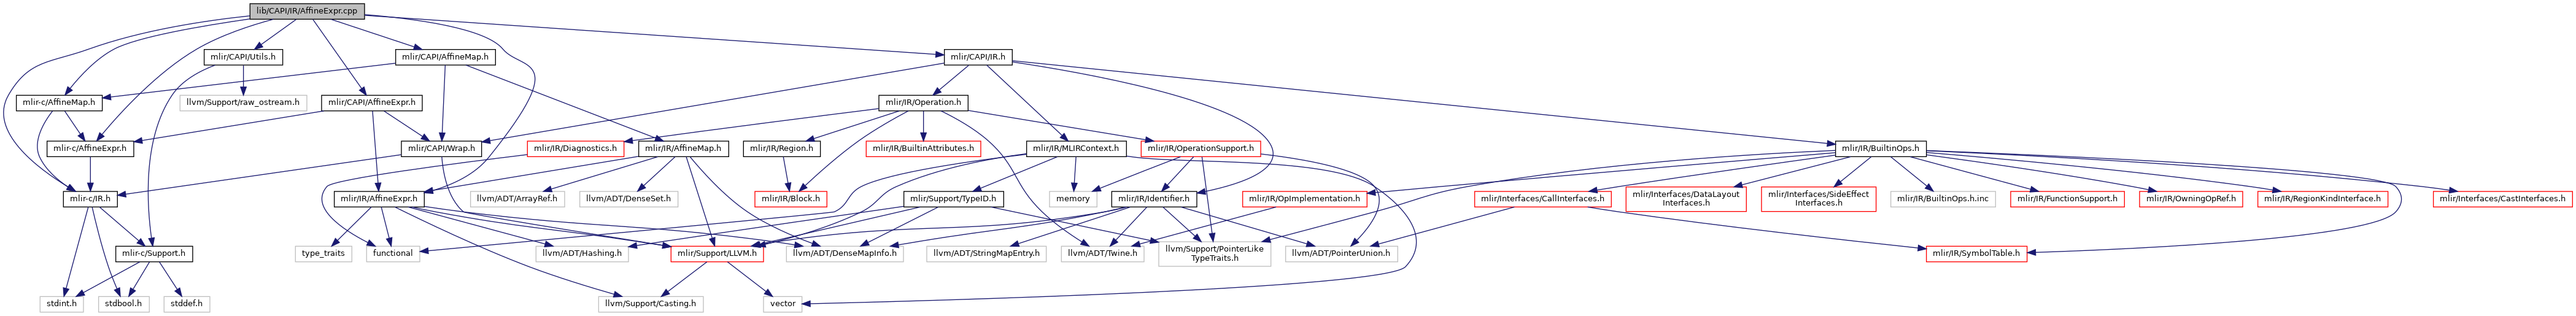 lib/CAPI/IR/AffineExpr.cpp
mlir/CAPI/Utils.h
mlir/CAPI/AffineMap.h
mlir/CAPI/IR.h
mlir-c/AffineMap.h
llvm/Support/raw_ostream.h
mlir/CAPI/AffineExpr.h
mlir/IR/Operation.h
mlir-c/AffineExpr.h
mlir/CAPI/Wrap.h
mlir/IR/Diagnostics.h
mlir/IR/AffineMap.h
mlir/IR/Region.h
mlir/IR/BuiltinAttributes.h
mlir/IR/MLIRContext.h
mlir/IR/OperationSupport.h
mlir/IR/BuiltinOps.h
mlir-c/IR.h
mlir/IR/AffineExpr.h
llvm/ADT/ArrayRef.h
llvm/ADT/DenseSet.h
mlir/IR/Block.h
mlir/Support/TypeID.h
memory
mlir/IR/Identifier.h
mlir/IR/OpImplementation.h
mlir/Interfaces/CallInterfaces.h
mlir/Interfaces/DataLayout
Interfaces.h
mlir/Interfaces/SideEffect
Interfaces.h
mlir/IR/BuiltinOps.h.inc
mlir/IR/FunctionSupport.h
mlir/IR/OwningOpRef.h
mlir/IR/RegionKindInterface.h
mlir/Interfaces/CastInterfaces.h
mlir-c/Support.h
type_traits
functional
llvm/ADT/Hashing.h
mlir/Support/LLVM.h
llvm/ADT/DenseMapInfo.h
llvm/ADT/StringMapEntry.h
llvm/ADT/Twine.h
llvm/Support/PointerLike
TypeTraits.h
llvm/ADT/PointerUnion.h
mlir/IR/SymbolTable.h
stdint.h
stdbool.h
stddef.h
llvm/Support/Casting.h
vector